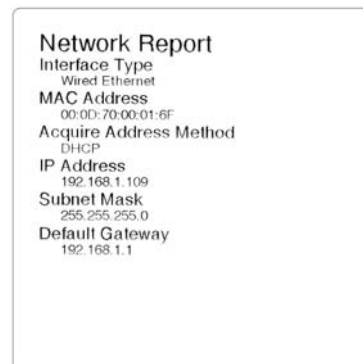 Network Report
Interface Type
Wired Ethernet
MAC Address
00:0D:70:00:01:6F
Acquire Address Method
DHCP
IP Address
192.168.1.109
Subnet Mask
255.255.255.0
Default Gateway
192.168.1.1